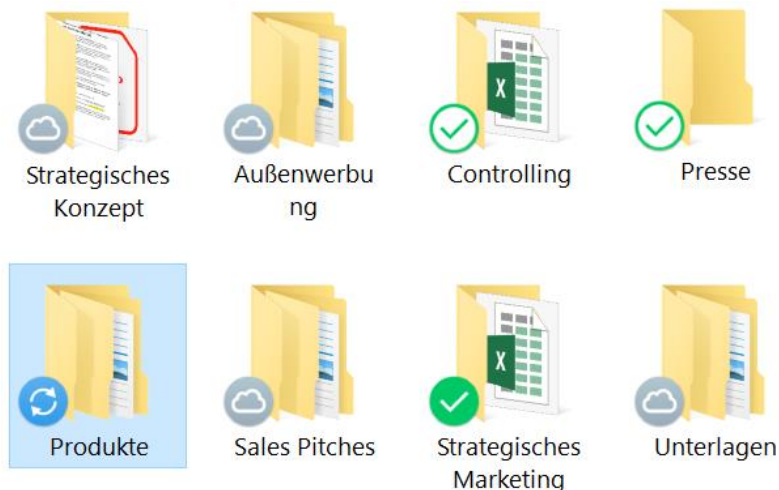 Strategisches
Konzept
Außenwerbu
ng
Controlling
Presse
Produkte
Sales Pitches
Strategisches
Marketing
Unterlagen